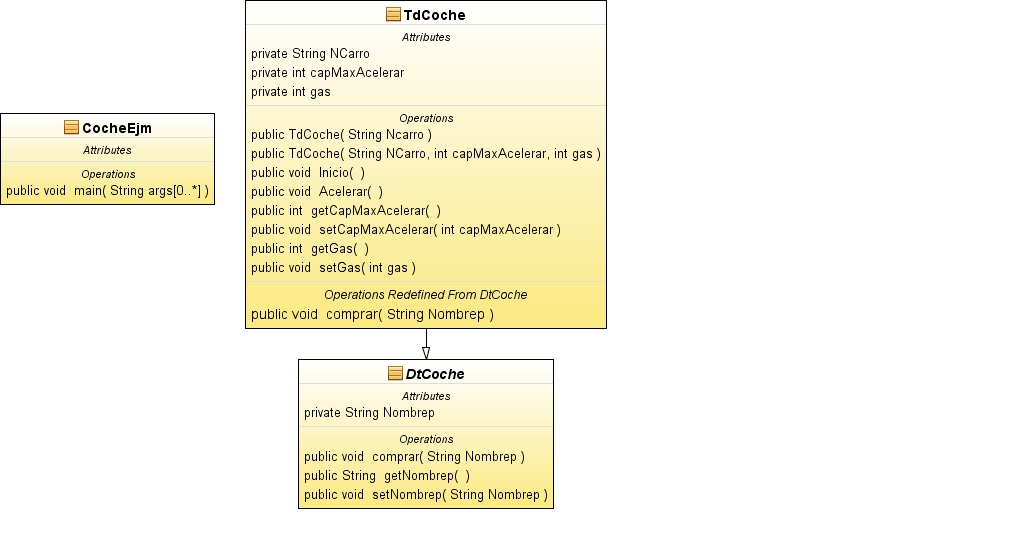 CocheEjm
Attributes
Operations
public void main( String args[0..*] )
TdCoche
Attributes
private String NCarro
private int capMaxAcelerar
private int gas
Operations
public TdCoche( String Ncarro )
public TdCoche( String NCarro, int capMaxAcelerar, int gas )
public void Inicio( )
public void Acelerar( )
public int getCapMaxAcelerar( )
public void setCapMaxAcelerar( int capMaxAcelerar )
public int getGas( )
public void setGas( int gas )
Operations Redefined From DtCoche
public void comprar( String Nombrep )
DtCoche
Attributes
private String Nombrep
Operations
public void comprar( String Nombrep )
public String getNombrep( )
public void setNombrep( String Nombrep )